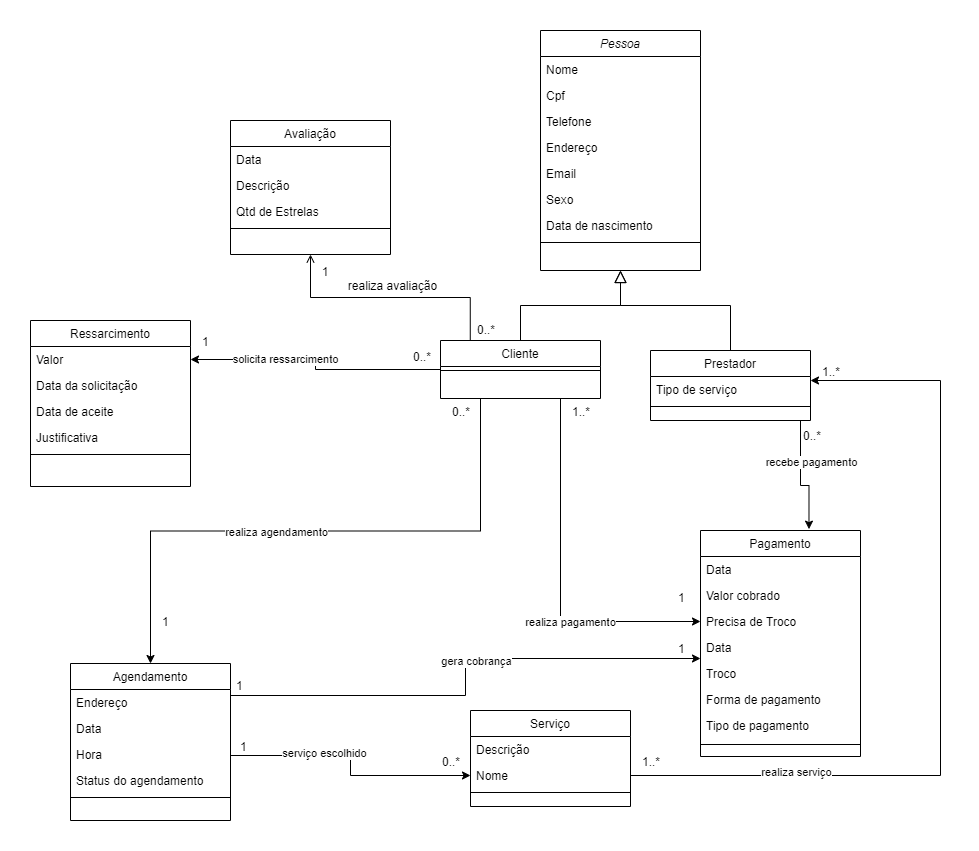 Pessoa
Nome
Cpf
Telefone
Endereço
Email
Sexo
Data de nascimento
Avaliação
Data
Descrição
Qtd de Estrelas
1
realiza avaliação
0..*
Ressarcimento
Valor
Data da solicitação
Data de aceite
Justificativa
1
solicita ressarcimento
0..*
Cliente
0..*
1..*
Prestador
Tipo de serviço
1..*
0..*
recebe pagamento
realiza agendamento
1
Pagamento
Data
Valor cobrado
Precisa de Troco
Data
Troco
Forma de pagamento
Tipo de pagamento
1
realiza pagamento
1
gera cobrança
1
Agendamento
Endereço
Data
Hora
Status do agendamento
1
serviço escolhido
0..*
Serviço
Descrição
Nome
1..*
realiza serviço